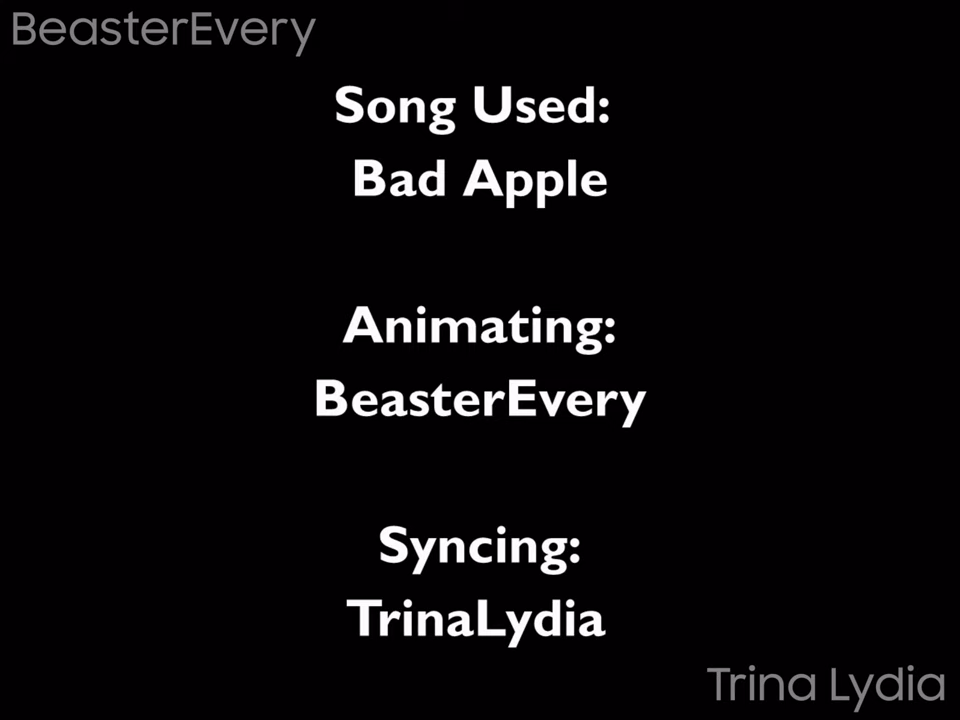 BeasterEvery
Song Used:
Bad Apple
Animating:
BeasterEvery
Syncing:
TrinaLydia
Trina Lydia